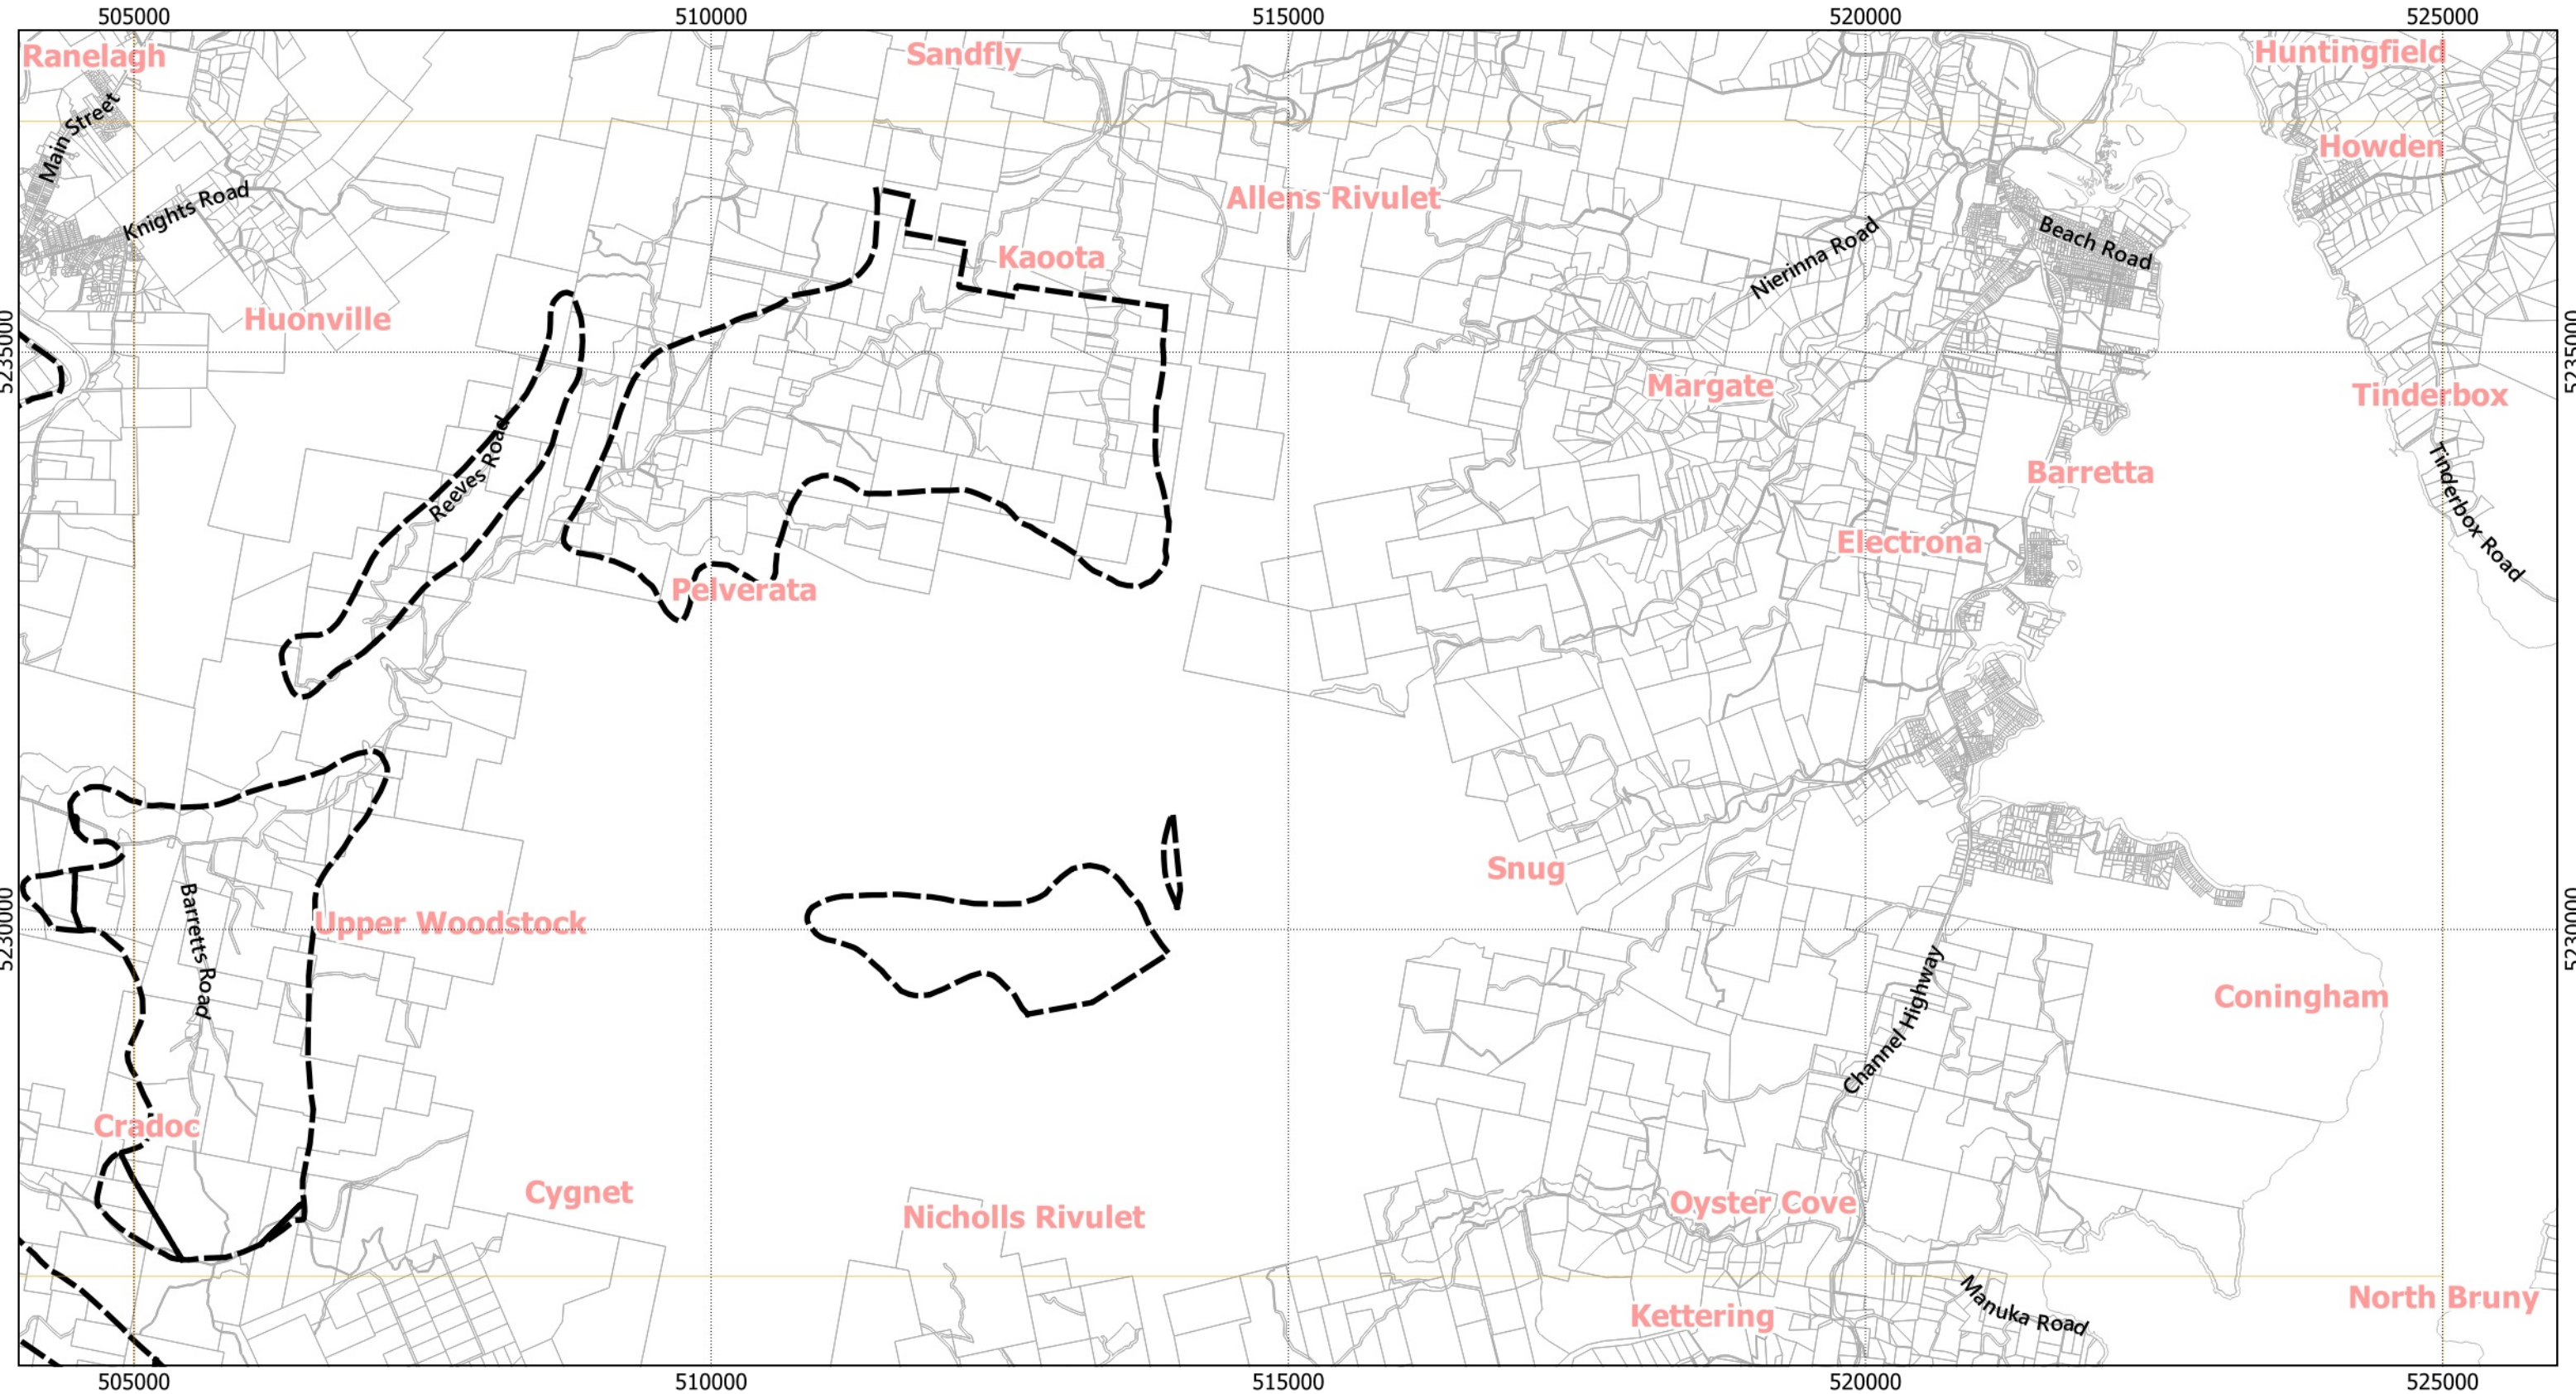 505000 510000 515000 520000 525000
Ranelagh
Sandfly
Huntingfield
Main Street
Howden
Knights Road
Allens Rivulet
Beach Road
Nierinna Road
Kaoota
Huonville
5235000
5235000
Margate
Tinderbox
Reeves Road
Barretta
Tinderbox Road
Electrona
Pelverata
Snug
Upper Woodstock
5230000
5230000
Barretts Road
Coningham
Channel Highway
Cradoc
Cygnet
Nicholls Rivulet
Oyster Cove
Manuka Road
North Bruny
Kettering
505000 510000 515000 520000 525000